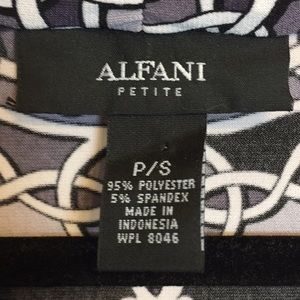 ALFANI
PETITE
P/S
95% POLYESTER
5% SPANDEX
MADE IN
INDONESIA
WPL 8046